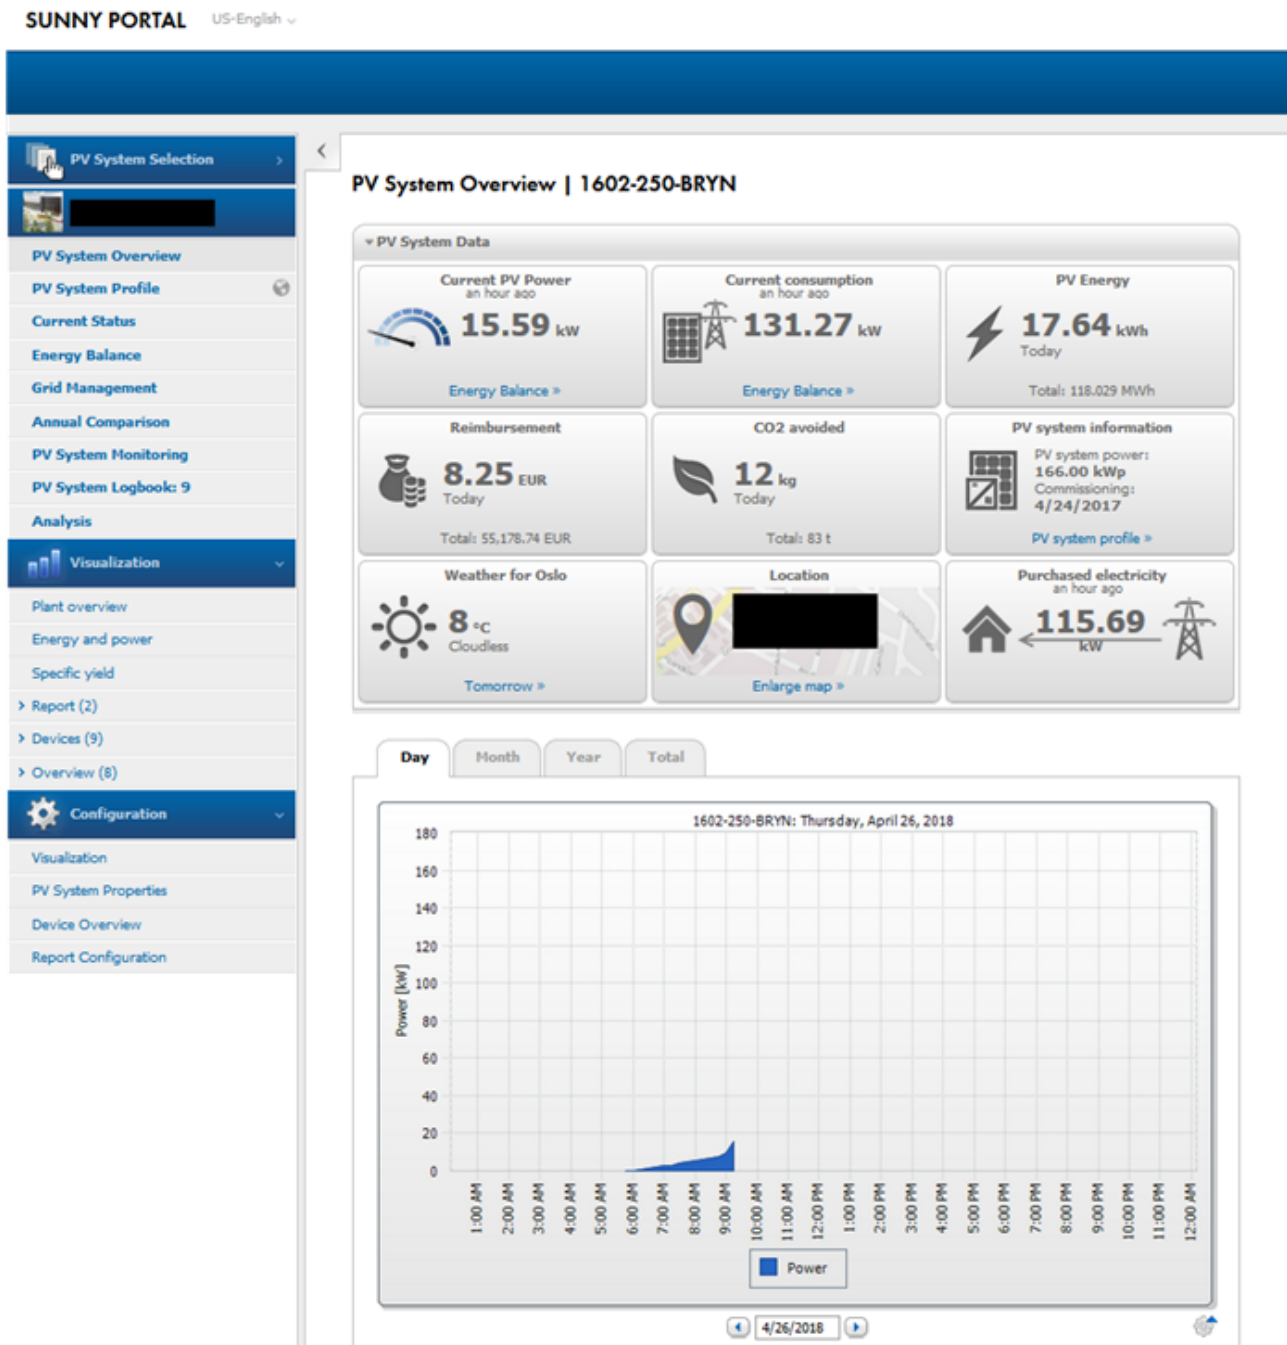 SUNNY PORTAL US-English
PV System Selection
PV System Overview
PV System Profile
Current Status
Energy Balance
Grid Management
Annual Comparison
PV System Monitoring
PV System Logbook: 9
Analysis
Visualization
Plant overview
Energy and power
Specific yield
Report (2)
Devices (9)
Overview (8)
Configuration
Visualization
PV System Properties
Device Overview
Report Configuration
PV System Overview | 1602-250-BRYN
PV System Data
Current PV Power
an hour ago
15.59 kW
Energy Balance »
Current consumption
an hour ago
131.27 kW
Energy Balance »
PV Energy
17.64 kWh
Today
Total: 118.029 MWh
Reimbursement
8.25 EUR
Today
Total: 55,178.74 EUR
CO2 avoided
12 kg
Today
Total: 83 t
PV system information
PV system power:
166.00 kWp
Commissioning:
4/24/2017
PV system profile »
Weather for Oslo
8 °C
Cloudless
Tomorrow »
Location
Enlarge map »
Purchased electricity
an hour ago
115.69
kW
Day Month Year Total
1602-250-BRYN: Thursday, April 26, 2018
Power [kW]
180
160
140
120
100
80
60
40
20
0
1:00 AM 2:00 AM 3:00 AM 4:00 AM 5:00 AM 6:00 AM 7:00 AM 8:00 AM 9:00 AM 10:00 AM 11:00 AM 12:00 PM 1:00 PM 2:00 PM 3:00 PM 4:00 PM 5:00 PM 6:00 PM 7:00 PM 8:00 PM 9:00 PM 10:00 PM 11:00 PM 12:00 AM
Power
4/26/2018